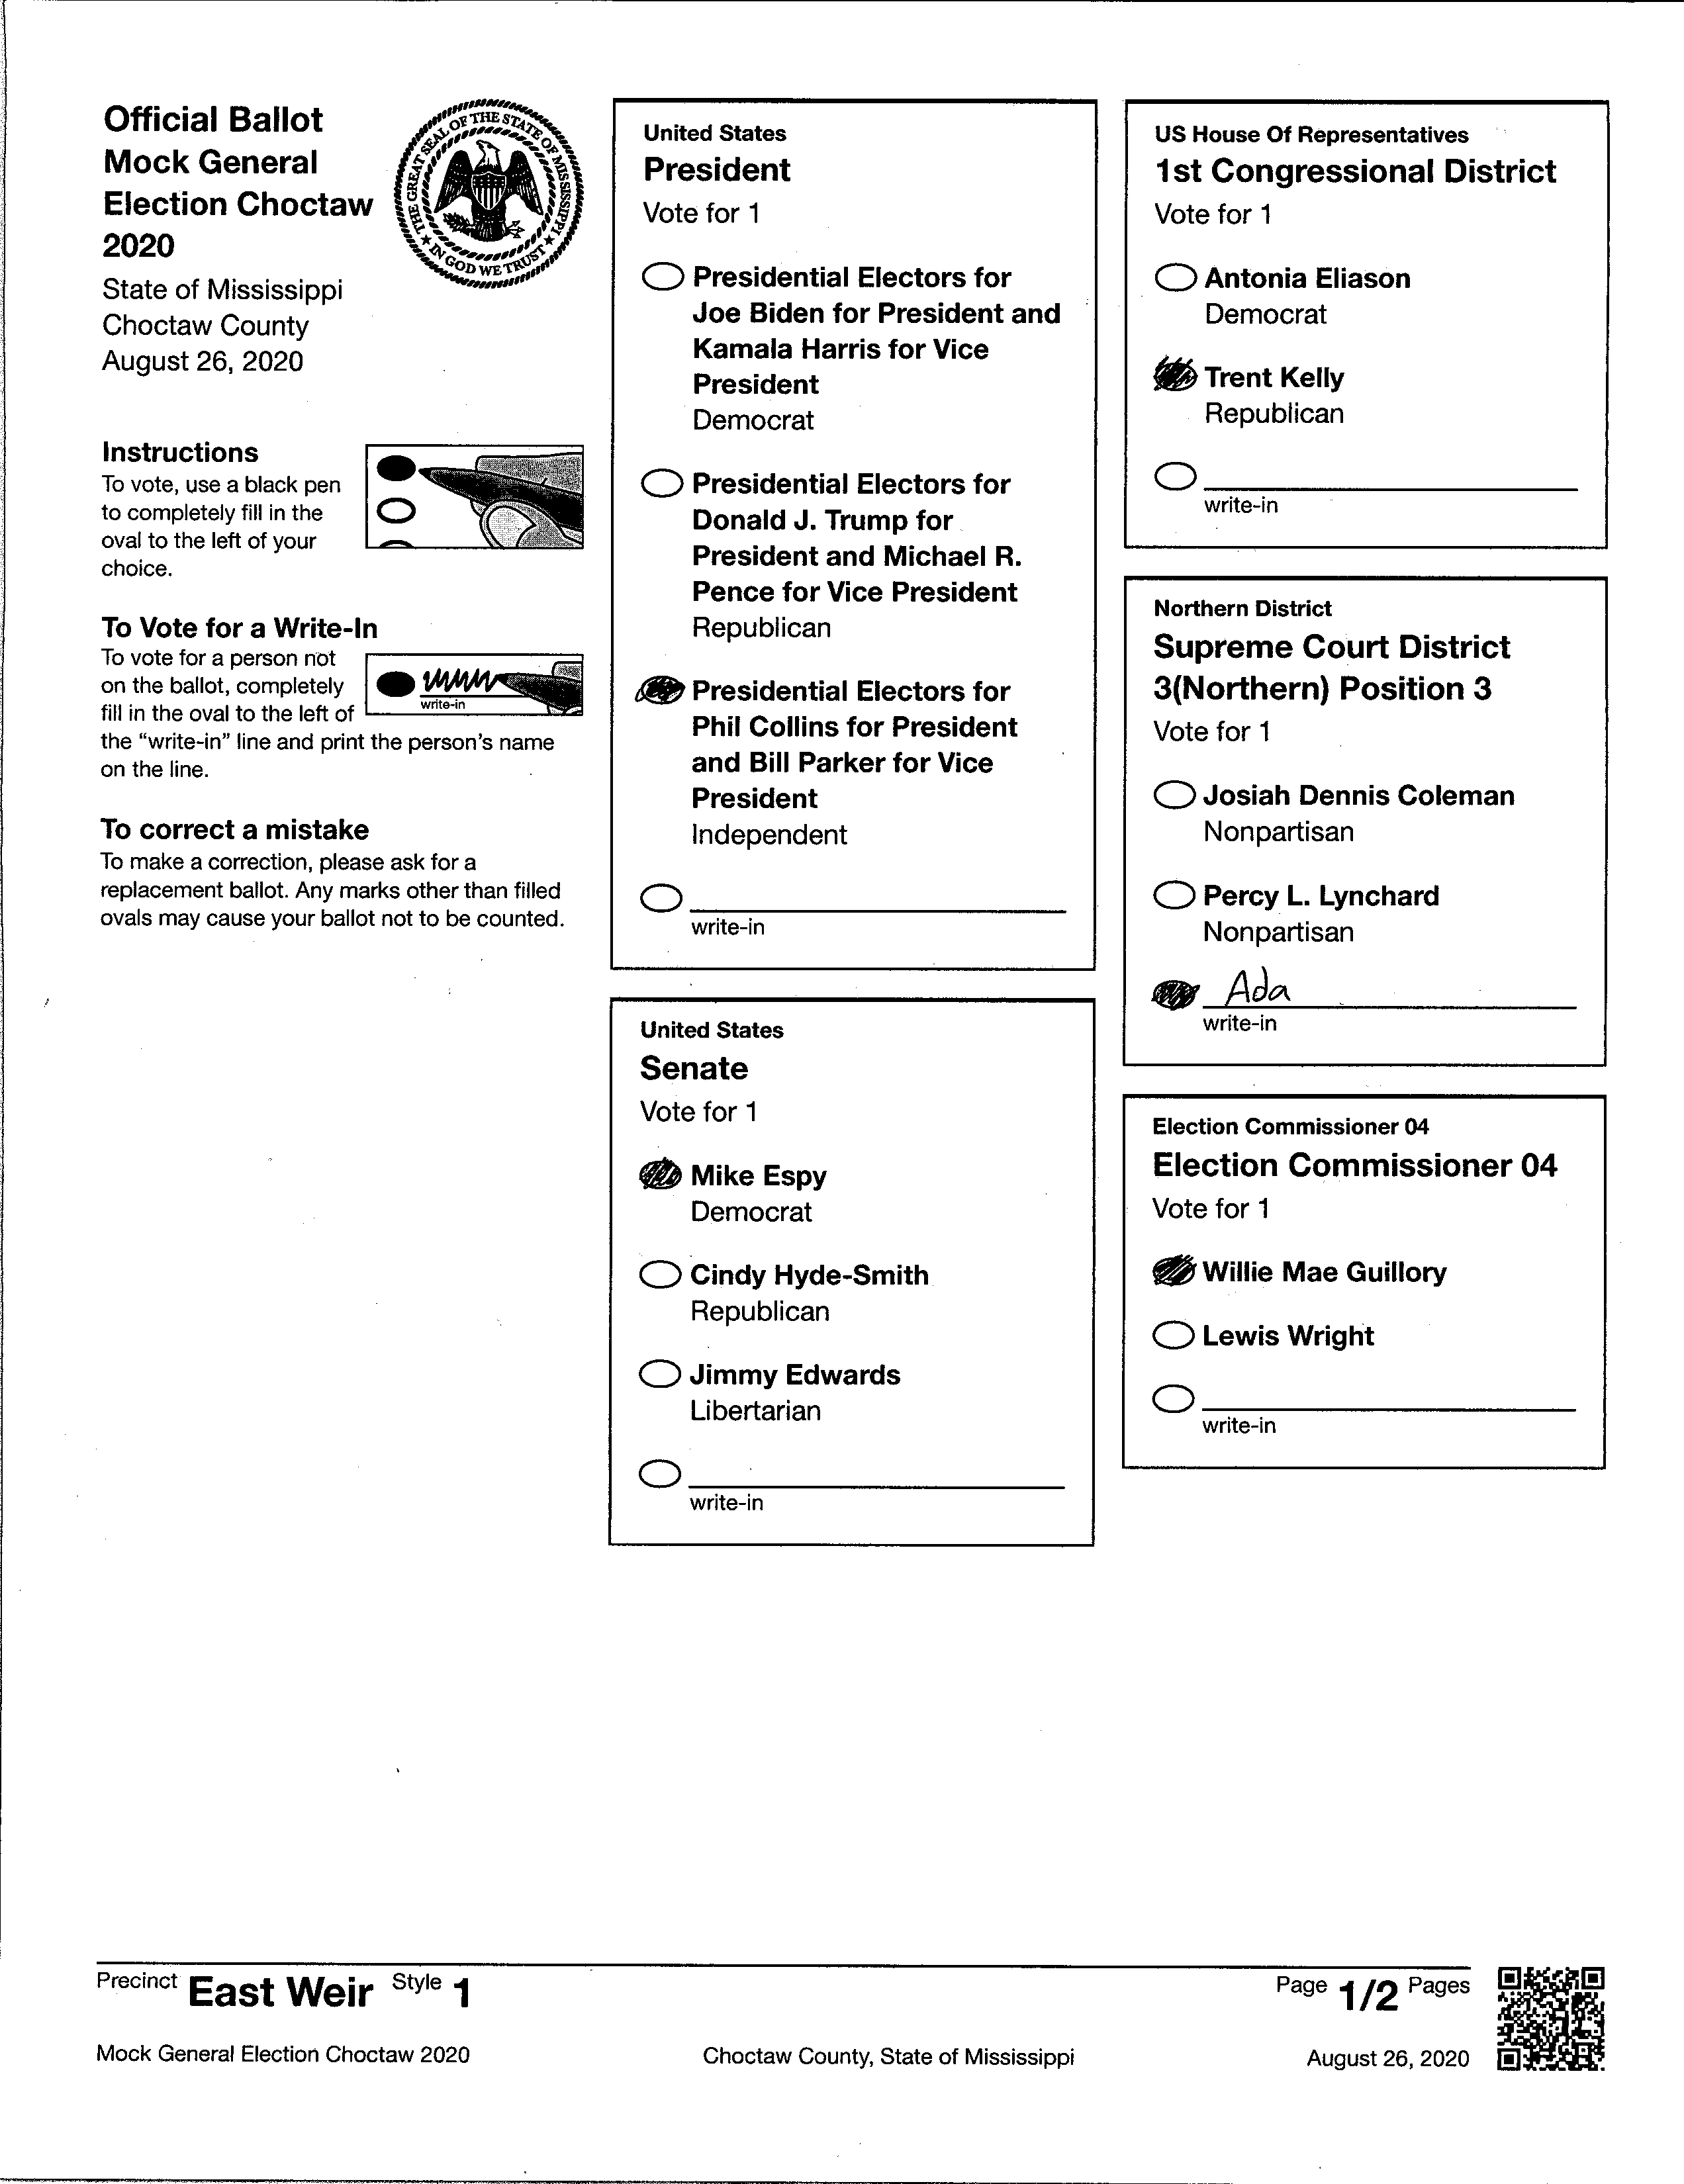 Official Ballot
Mock General
Election Choctaw
2020
State of Mississippi
Choctaw County
August 26, 2020
THE GREAT SEAL OF THE STATE OF MISSISSIPPI
IN GOD WE TRUST
Instructions
To vote, use a black pen
to completely fill in the
oval to the left of your
choice.
To Vote for a Write-In
To vote for a person not
on the ballot, completely
fill in the oval to the left of
the “write-in” line and print the person’s name
on the line.
write-in
To correct a mistake
To make a correction, please ask for a
replacement ballot. Any marks other than filled
ovals may cause your ballot not to be counted.
United States
President
Vote for 1
Presidential Electors for
Joe Biden for President and
Kamala Harris for Vice
President
Democrat
Presidential Electors for
Donald J. Trump for
President and Michael R.
Pence for Vice President
Republican
Presidential Electors for
Phil Collins for President
and Bill Parker for Vice
President
Independent
write-in
United States
Senate
Vote for 1
Mike Espy
Democrat
Cindy Hyde-Smith
Republican
Jimmy Edwards
Libertarian
write-in
US House Of Representatives
1st Congressional District
Vote for 1
Antonia Eliason
Democrat
Trent Kelly
Republican
write-in
Northern District
Supreme Court District
3(Northern) Position 3
Vote for 1
Josiah Dennis Coleman
Nonpartisan
Percy L. Lynchard
Nonpartisan
Ada
write-in
Election Commissioner 04
Election Commissioner 04
Vote for 1
Willie Mae Guillory
Lewis Wright
write-in
Precinct East Weir Style 1
Page 1/2 Pages
Mock General Election Choctaw 2020
Choctaw County, State of Mississippi
August 26, 2020